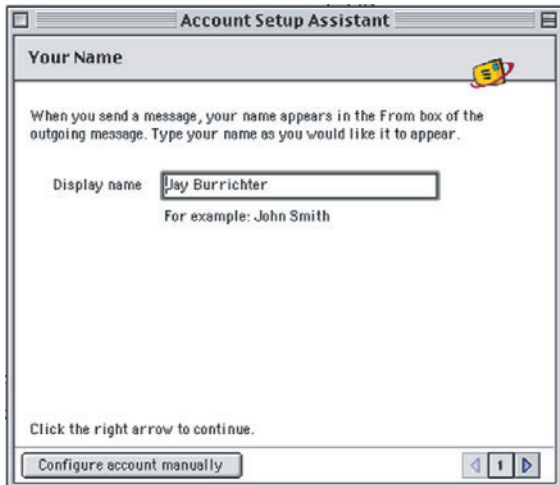 Account Setup Assistant
Your Name
When you send a message, your name appears in the From box of the
outgoing message. Type your name as you would like it to appear.
Display name Jay Burrichter
For example: John Smith
Click the right arrow to continue.
Configure account manually 1